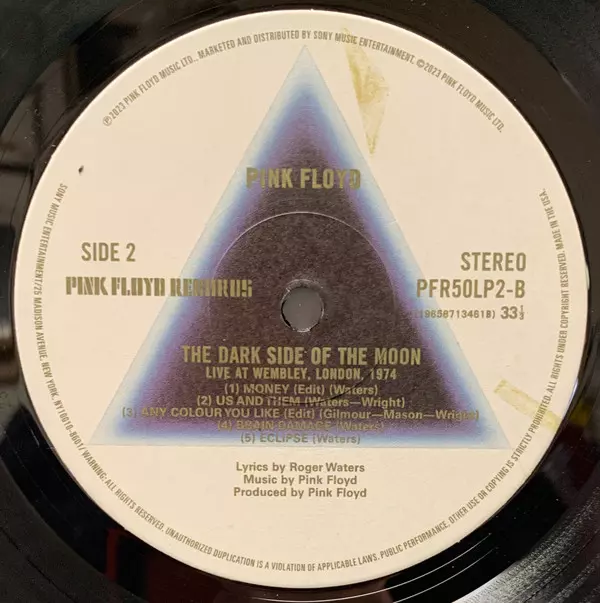 ℗2023 PINK FLOYD MUSIC LTD., MARKETED AND DISTRIBUTED BY SONY MUSIC ENTERTAINMENT. ©2023 PINK FLOYD MUSIC LTD.
PINK FLOYD
SIDE 2
STEREO
PINK FLOYD RECORDS
PFR50LP2-B
(19658713461B) 33⅓
THE DARK SIDE OF THE MOON
LIVE AT WEMBLEY, LONDON, 1974
(1) MONEY (Edit) (Waters)
(2) US AND THEM (Waters—Wright)
(3) ANY COLOUR YOU LIKE (Edit) (Gilmour—Mason—Wright)
(4) BRAIN DAMAGE (Waters)
(5) ECLIPSE (Waters)
Lyrics by Roger Waters
Music by Pink Floyd
Produced by Pink Floyd
SONY MUSIC ENTERTAINMENT/25 MADISON AVENUE, NEW YORK, NY10010-8601/ WARNING: ALL RIGHTS RESERVED. UNAUTHORIZED DUPLICATION IS A VIOLATION OF APPLICABLE LAWS. PUBLIC PERFORMANCE, OTHER USE OR COPYING IS STRICTLY PROHIBITED. ALL RIGHTS RESERVED UNDER COPYRIGHT RESERVED. MADE IN THE USA.